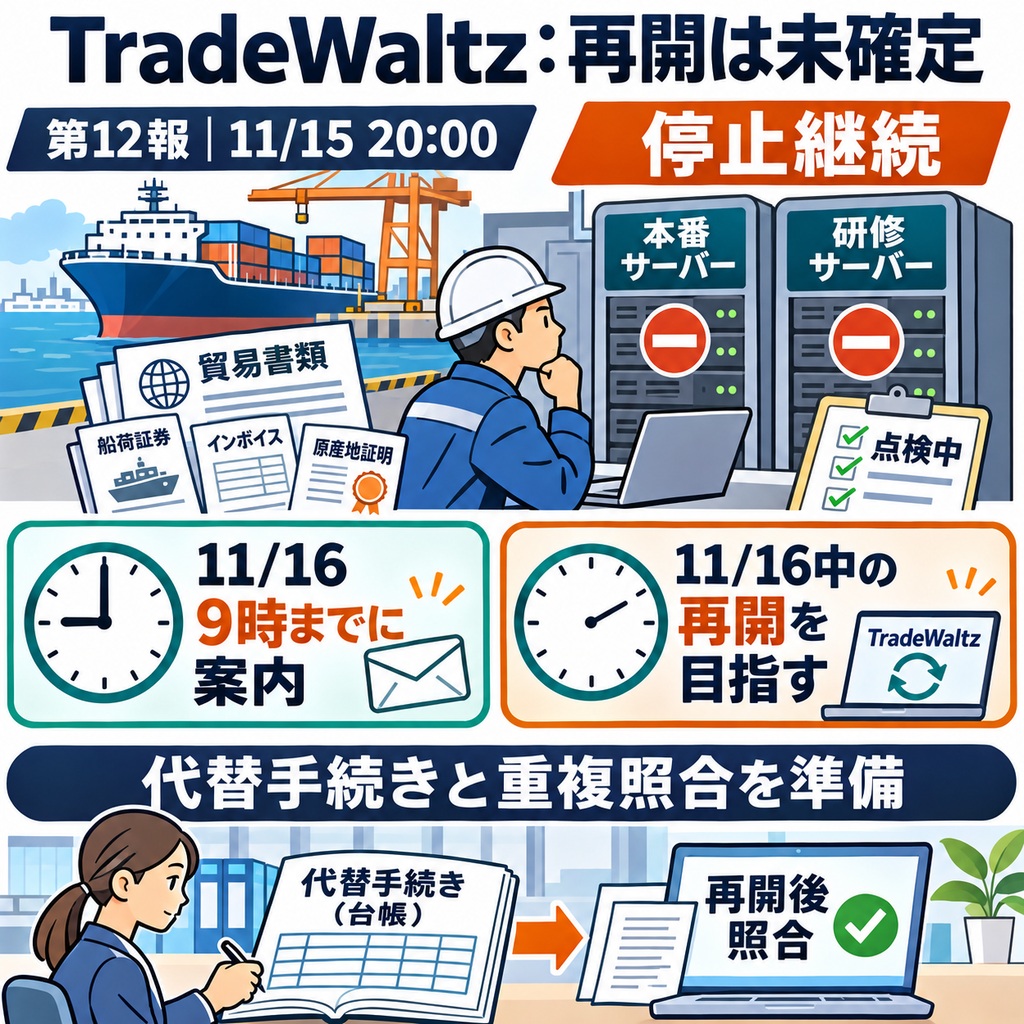 TradeWaltz:再開は未確定
第12報|11/15 20:00
停止継続
本番
サーバー
研修
サーバー
貿易書類
船荷証券
インボイス
原産地証明
点検中
11/16
9時までに
案内
11/16中の
再開を
目指す
TradeWaltz
代替手続きと重複照合を準備
代替手続き
(台帳)
再開後
照合